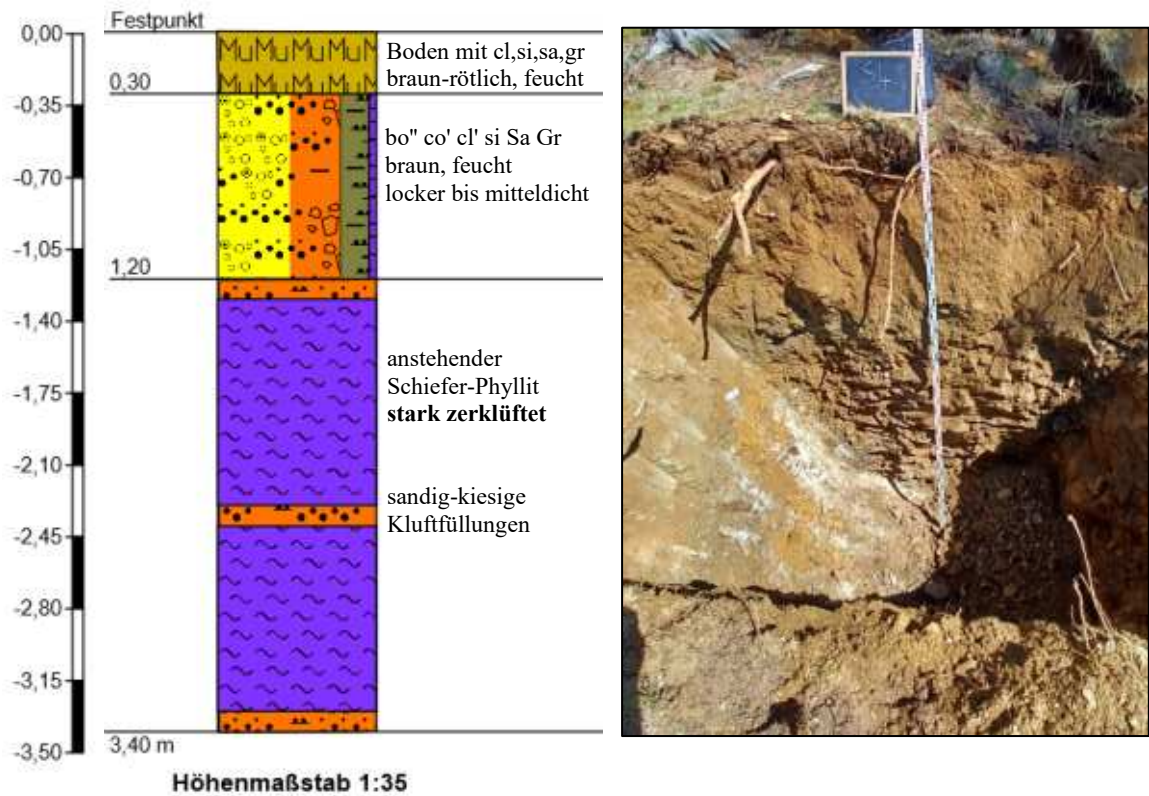 Festpunkt
0,00
-0,35
-0,70
-1,05
-1,40
-1,75
-2,10
-2,45
-2,80
-3,15
-3,50
Mu Mu Mu M
M M M M
0,30
1,20
3,40 m
Boden mit cl,si,sa,gr
braun-rötlich, feucht
bo" co' cl' si Sa Gr
braun, feucht
locker bis mitteldicht
anstehender
Schiefer-Phyllit
stark zerklüftet
sandig-kiesige
Kluftfüllungen
Höhenmaßstab 1:35